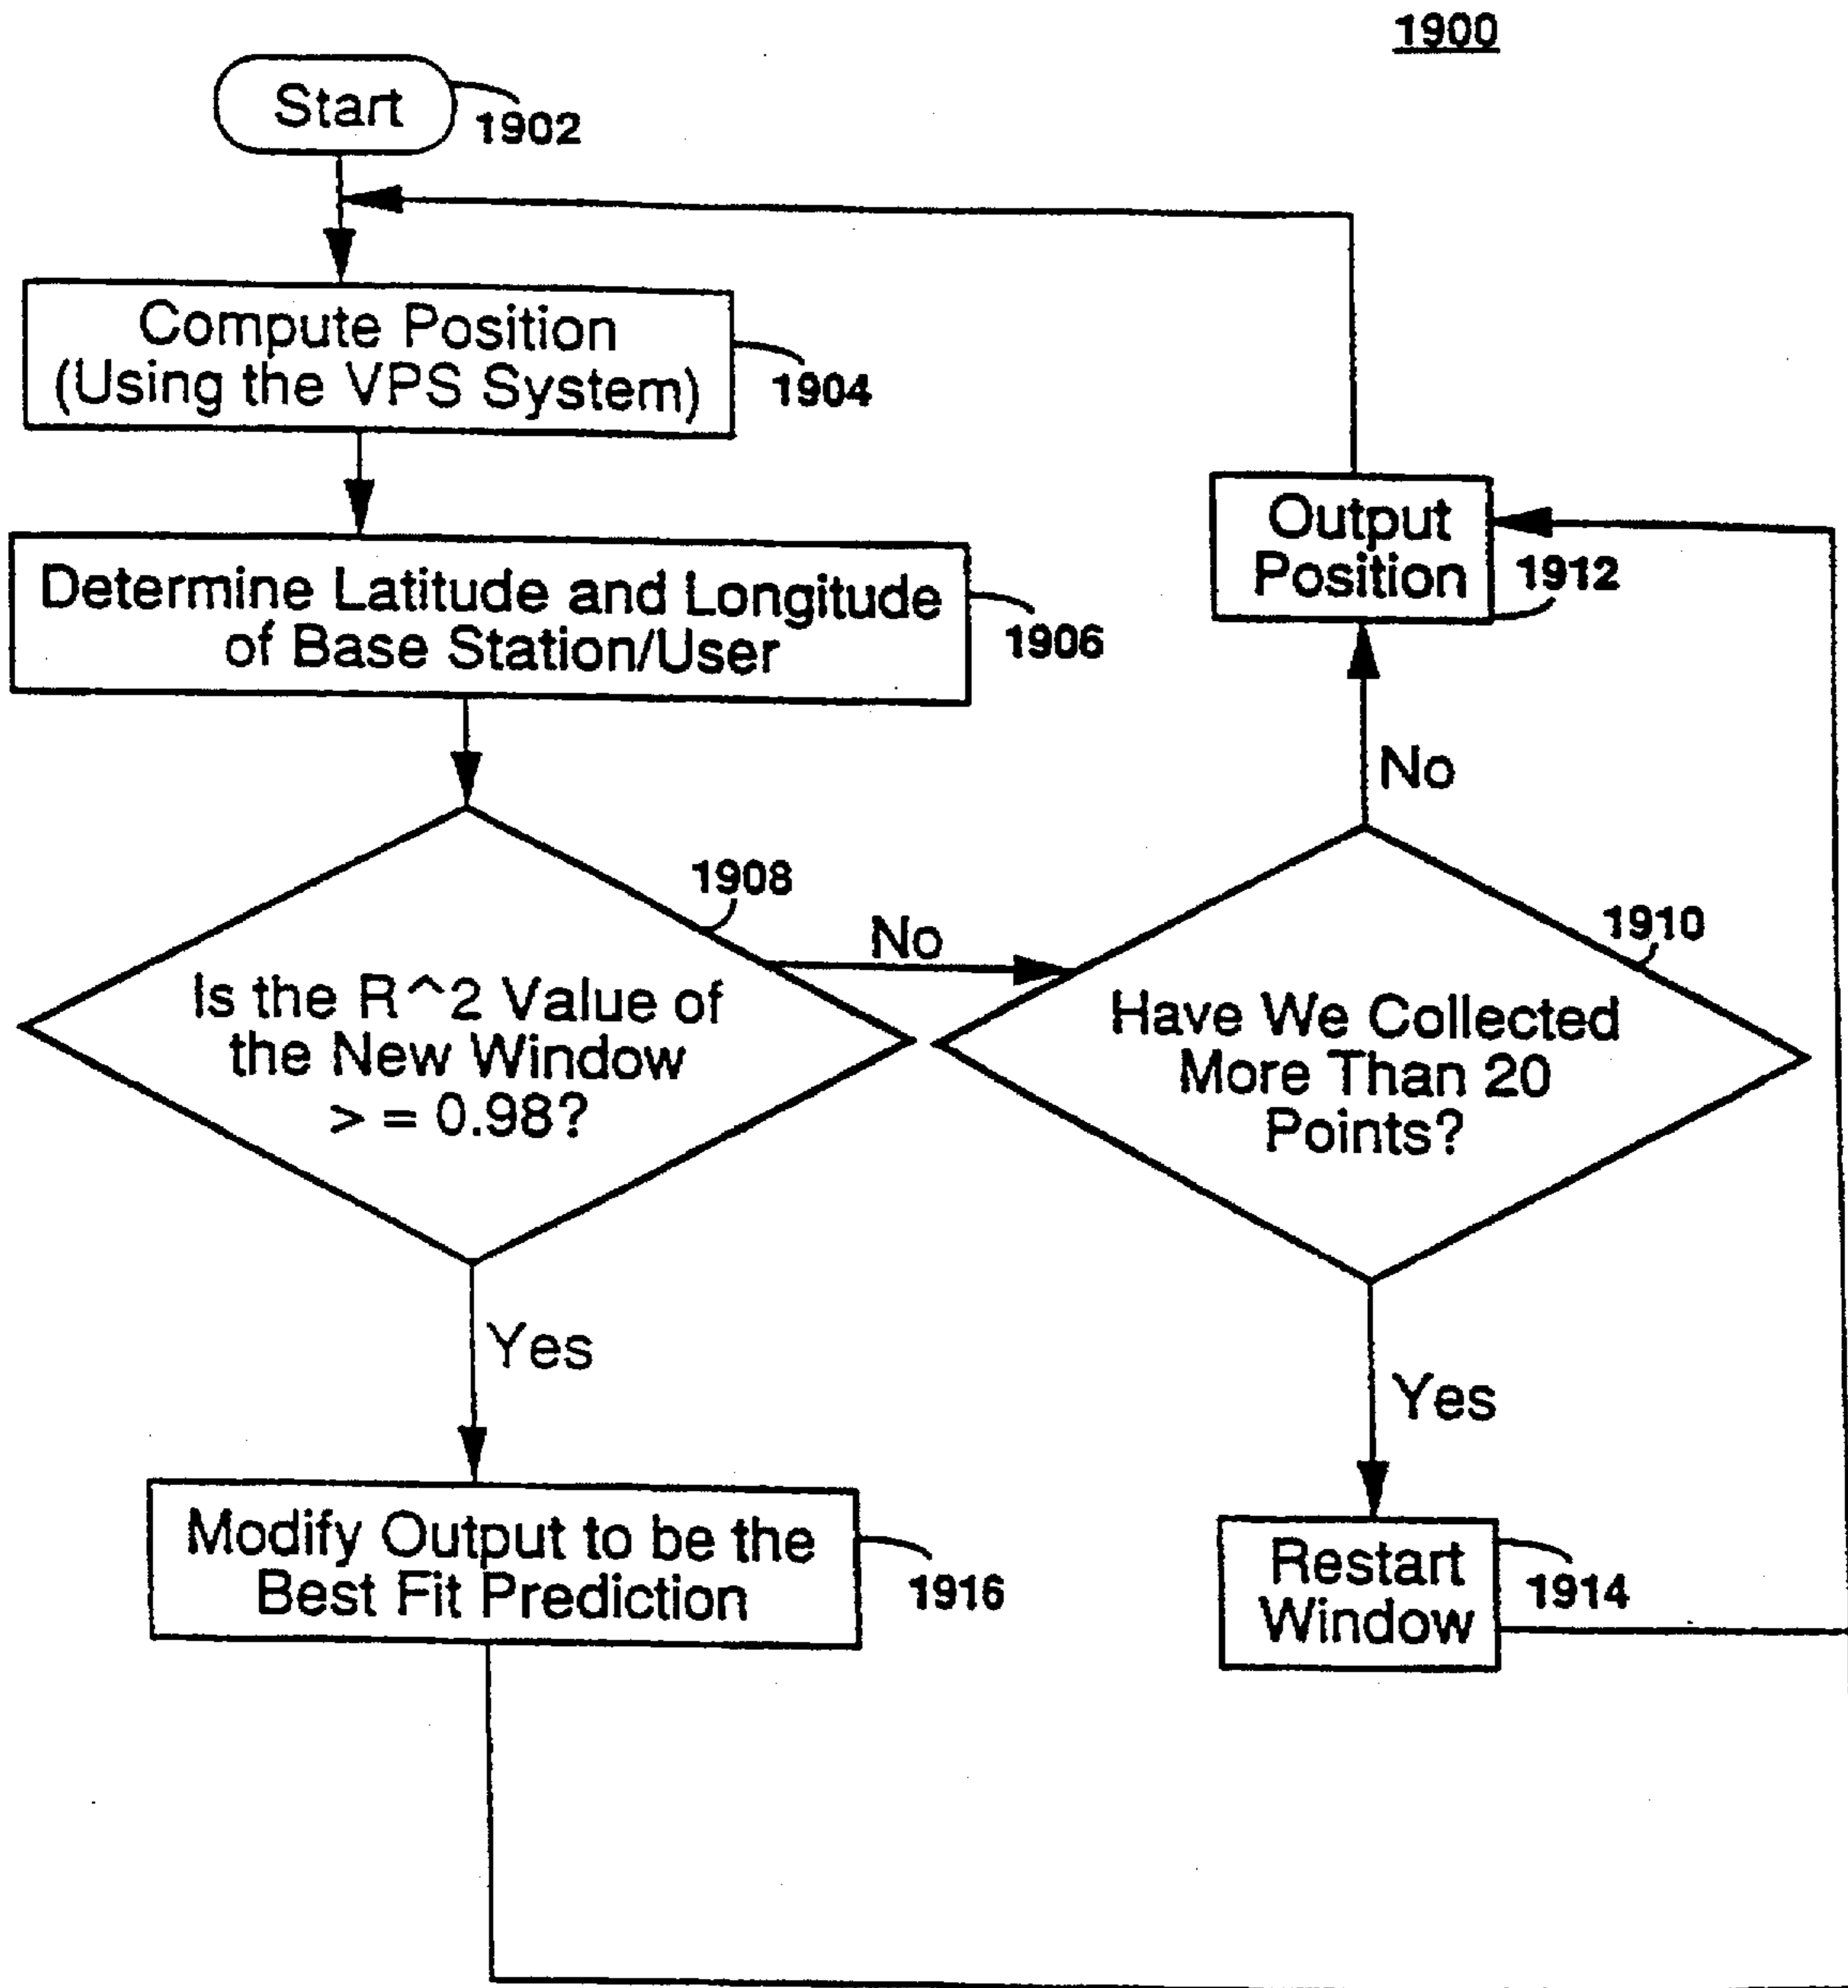 1900
Start
1902
Compute Position
(Using the VPS System)
1904
Determine Latitude and Longitude
of Base Station/User
1906
Output
Position
1912
No
1908
Is the R^2 Value of
the New Window
> = 0.98?
No
1910
Have We Collected
More Than 20
Points?
Yes
Yes
Modify Output to be the
Best Fit Prediction
1916
Restart
Window
1914